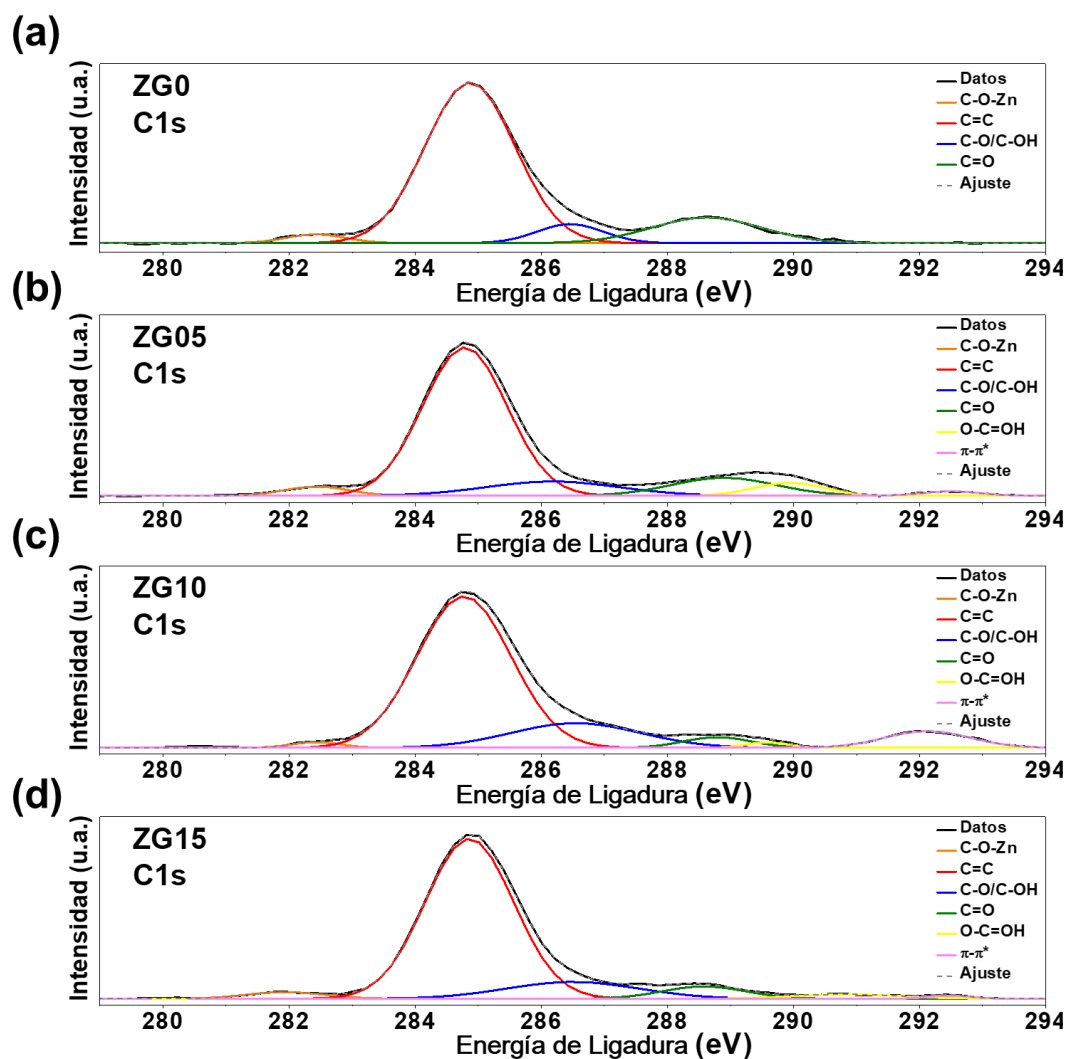 (a)
ZG0
C1s
Intensidad (u.a.)
Datos
C-O-Zn
C=C
C-O/C-OH
C=O
Ajuste
280 282 284 286 288 290 292 294
Energía de Ligadura (eV)
(b)
ZG05
C1s
Intensidad (u.a.)
Datos
C-O-Zn
C=C
C-O/C-OH
C=O
O-C=OH
π-π*
Ajuste
280 282 284 286 288 290 292 294
Energía de Ligadura (eV)
(c)
ZG10
C1s
Intensidad (u.a.)
Datos
C-O-Zn
C=C
C-O/C-OH
C=O
O-C=OH
π-π*
Ajuste
280 282 284 286 288 290 292 294
Energía de Ligadura (eV)
(d)
ZG15
C1s
Intensidad (u.a.)
Datos
C-O-Zn
C=C
C-O/C-OH
C=O
O-C=OH
π-π*
Ajuste
280 282 284 286 288 290 292 294
Energía de Ligadura (eV)